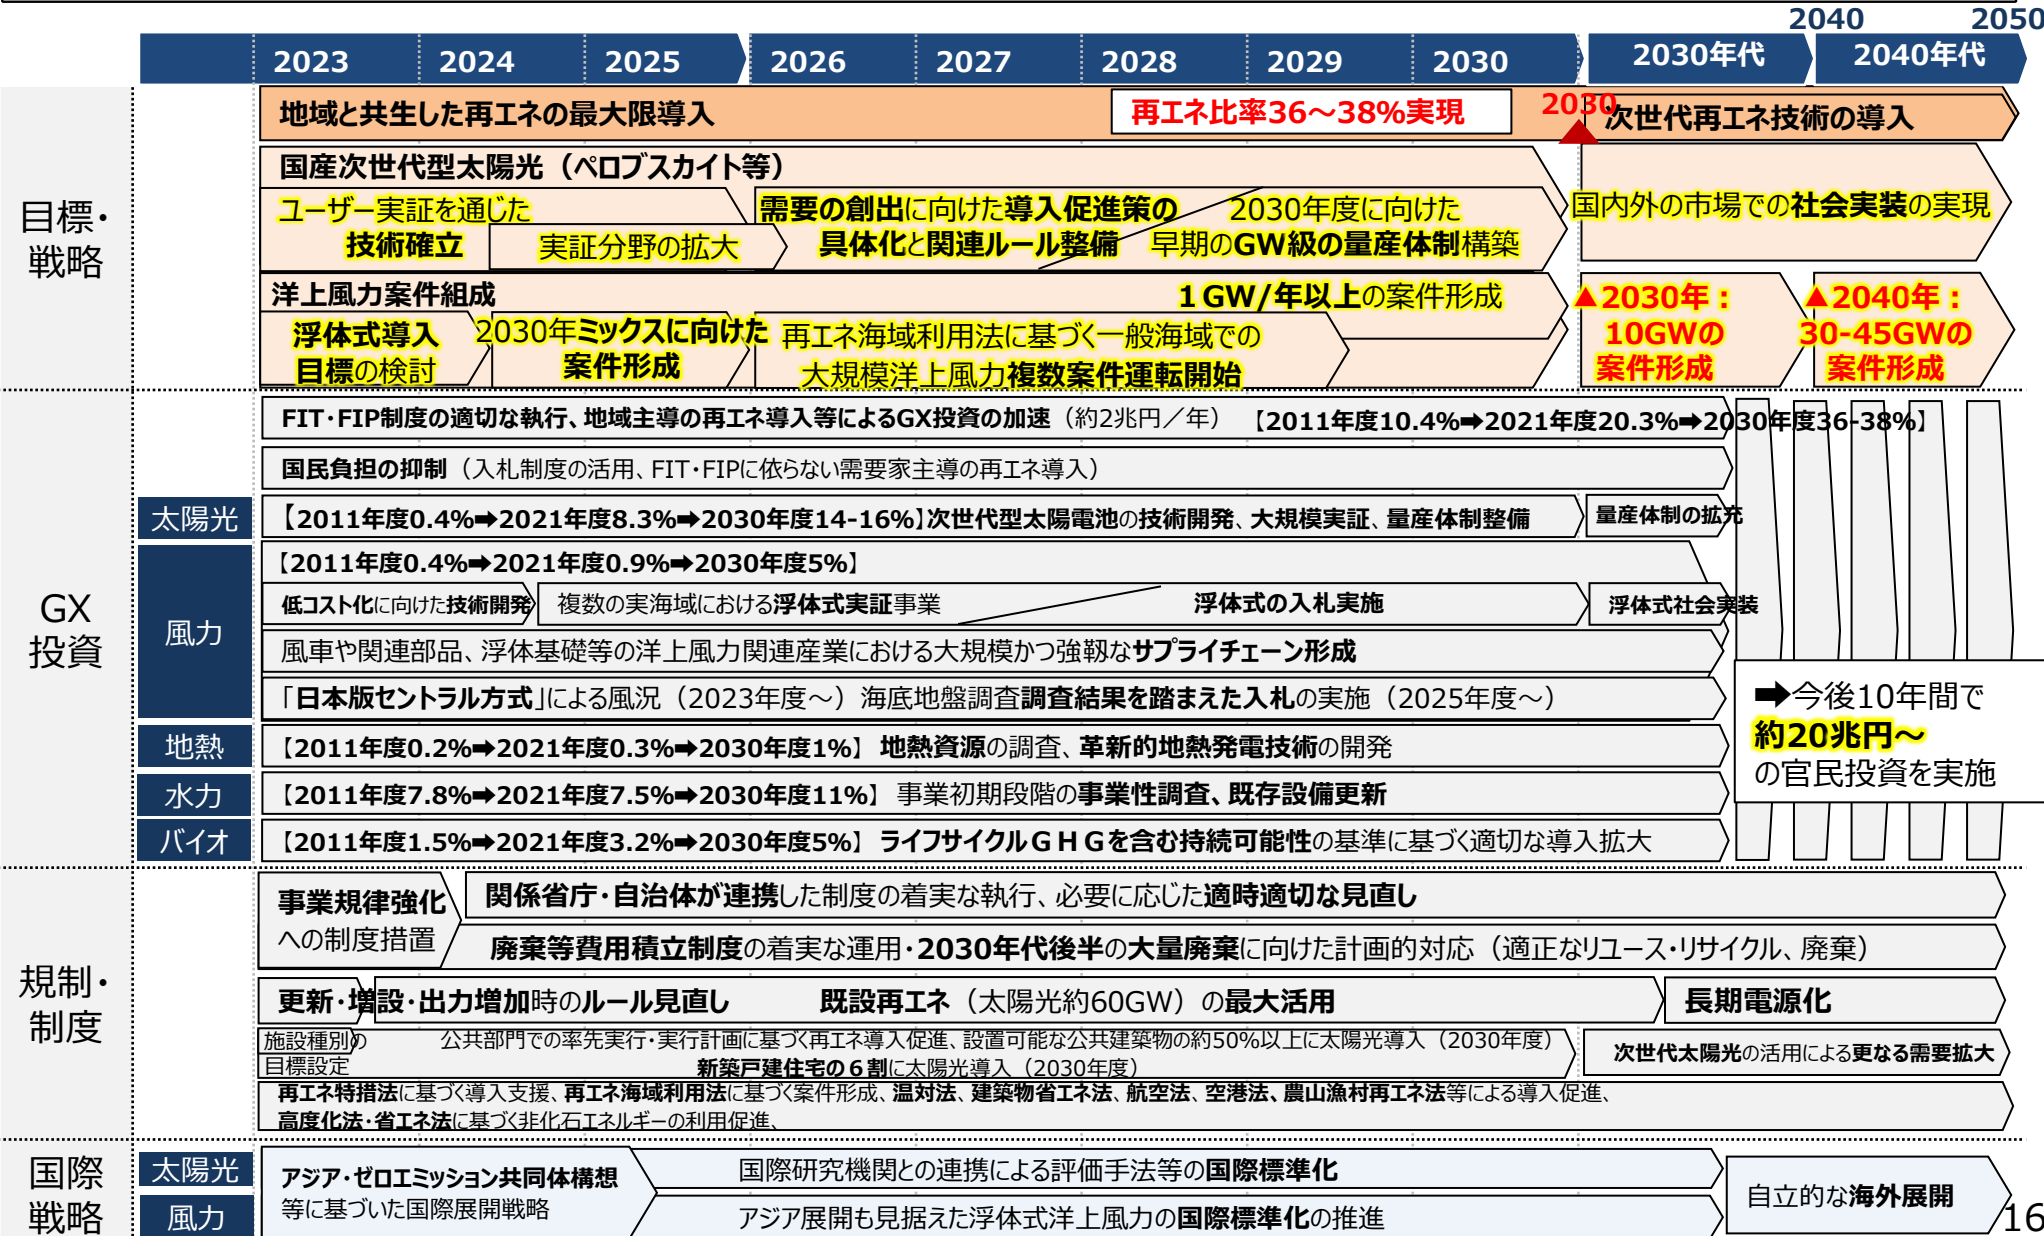 2040 2050
2023 2024 2025 2026 2027 2028 2029 2030 2030年代 2040年代
目標・
戦略
地域と共生した再エネの最大限導入
再エネ比率36～38%実現
2030
次世代再エネ技術の導入
国産次世代型太陽光（ペロブスカイト等）
ユーザー実証を通じた
技術確立
実証分野の拡大
需要の創出に向けた導入促進策の
具体化と関連ルール整備
2030年度に向けた
早期のGW級の量産体制構築
国内外の市場での社会実装の実現
洋上風力案件組成
１GW/年以上の案件形成
浮体式導入
目標の検討
2030年ミックスに向けた
案件形成
再エネ海域利用法に基づく一般海域での
大規模洋上風力複数案件運転開始
▲2030年：
10GWの
案件形成
▲2040年：
30-45GWの
案件形成
GX
投資
FIT・FIP制度の適切な執行、地域主導の再エネ導入等によるGX投資の加速（約2兆円／年） 【2011年度10.4%➡2021年度20.3%➡2030年度36-38%】
国民負担の抑制（入札制度の活用、FIT・FIPに依らない需要家主導の再エネ導入）
太陽光
【2011年度0.4%➡2021年度8.3%➡2030年度14-16%】次世代型太陽電池の技術開発、大規模実証、量産体制整備
量産体制の拡充
風力
【2011年度0.4%➡2021年度0.9%➡2030年度5%】
低コスト化に向けた技術開発
複数の実海域における浮体式実証事業
浮体式の入札実施
浮体式社会実装
風車や関連部品、浮体基礎等の洋上風力関連産業における大規模かつ強靱なサプライチェーン形成
「日本版セントラル方式」による風況（2023年度～）海底地盤調査調査結果を踏まえた入札の実施（2025年度～）
地熱
【2011年度0.2%➡2021年度0.3%➡2030年度1%】 地熱資源の調査、革新的地熱発電技術の開発
水力
【2011年度7.8%➡2021年度7.5%➡2030年度11%】 事業初期段階の事業性調査、既存設備更新
バイオ
【2011年度1.5%➡2021年度3.2%➡2030年度5%】 ライフサイクルＧＨＧを含む持続可能性の基準に基づく適切な導入拡大
➡今後10年間で
約20兆円～
の官民投資を実施
規制・
制度
事業規律強化
への制度措置
関係省庁・自治体が連携した制度の着実な執行、必要に応じた適時適切な見直し
廃棄等費用積立制度の着実な運用・2030年代後半の大量廃棄に向けた計画的対応（適正なリユース・リサイクル、廃棄）
更新・増設・出力増加時のルール見直し
既設再エネ（太陽光約60GW）の最大活用
長期電源化
施設種別の
目標設定
公共部門での率先実行・実行計画に基づく再エネ導入促進、設置可能な公共建築物の約50%以上に太陽光導入（2030年度）
新築戸建住宅の６割に太陽光導入（2030年度）
次世代太陽光の活用による更なる需要拡大
再エネ特措法に基づく導入支援、再エネ海域利用法に基づく案件形成、温対法、建築物省エネ法、航空法、空港法、農山漁村再エネ法等による導入促進、
高度化法・省エネ法に基づく非化石エネルギーの利用促進、
国際
戦略
太陽光
風力
アジア・ゼロエミッション共同体構想
等に基づいた国際展開戦略
国際研究機関との連携による評価手法等の国際標準化
アジア展開も見据えた浮体式洋上風力の国際標準化の推進
自立的な海外展開
16